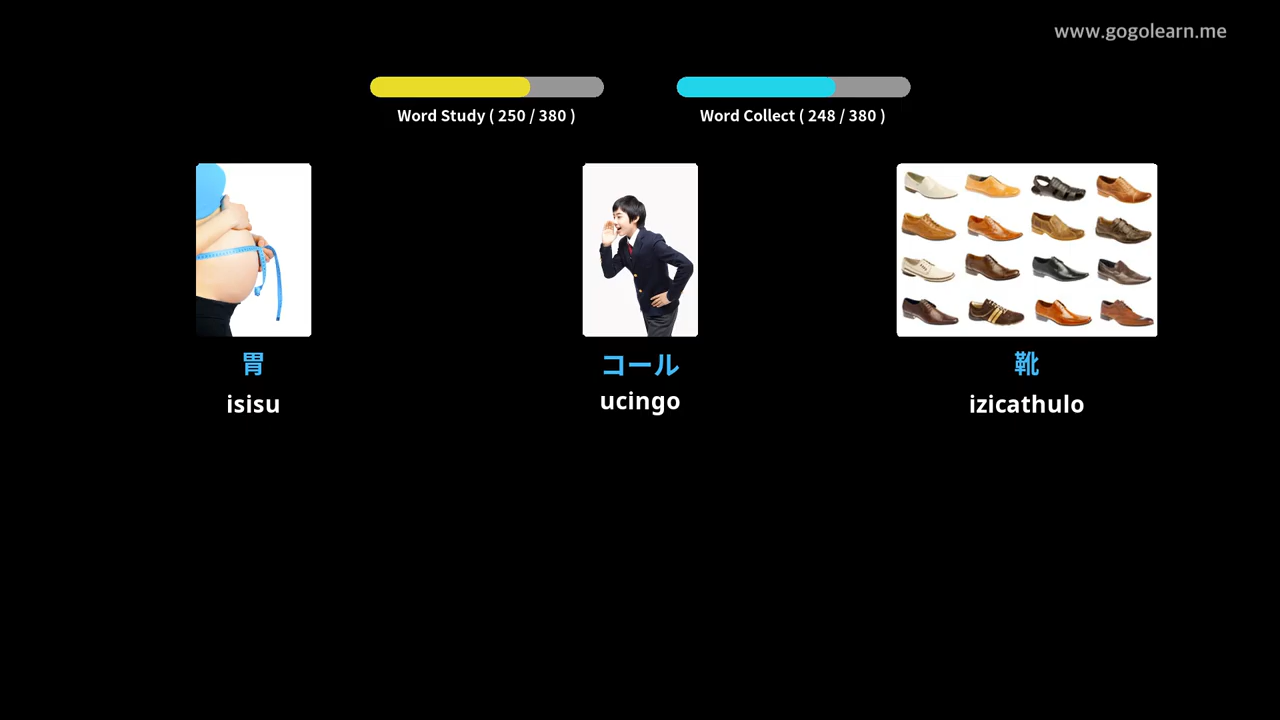 www.gogolearn.me
Word Study ( 250 / 380 )
Word Collect ( 248 / 380 )
胃
isisu
コール
ucingo
靴
izicathulo